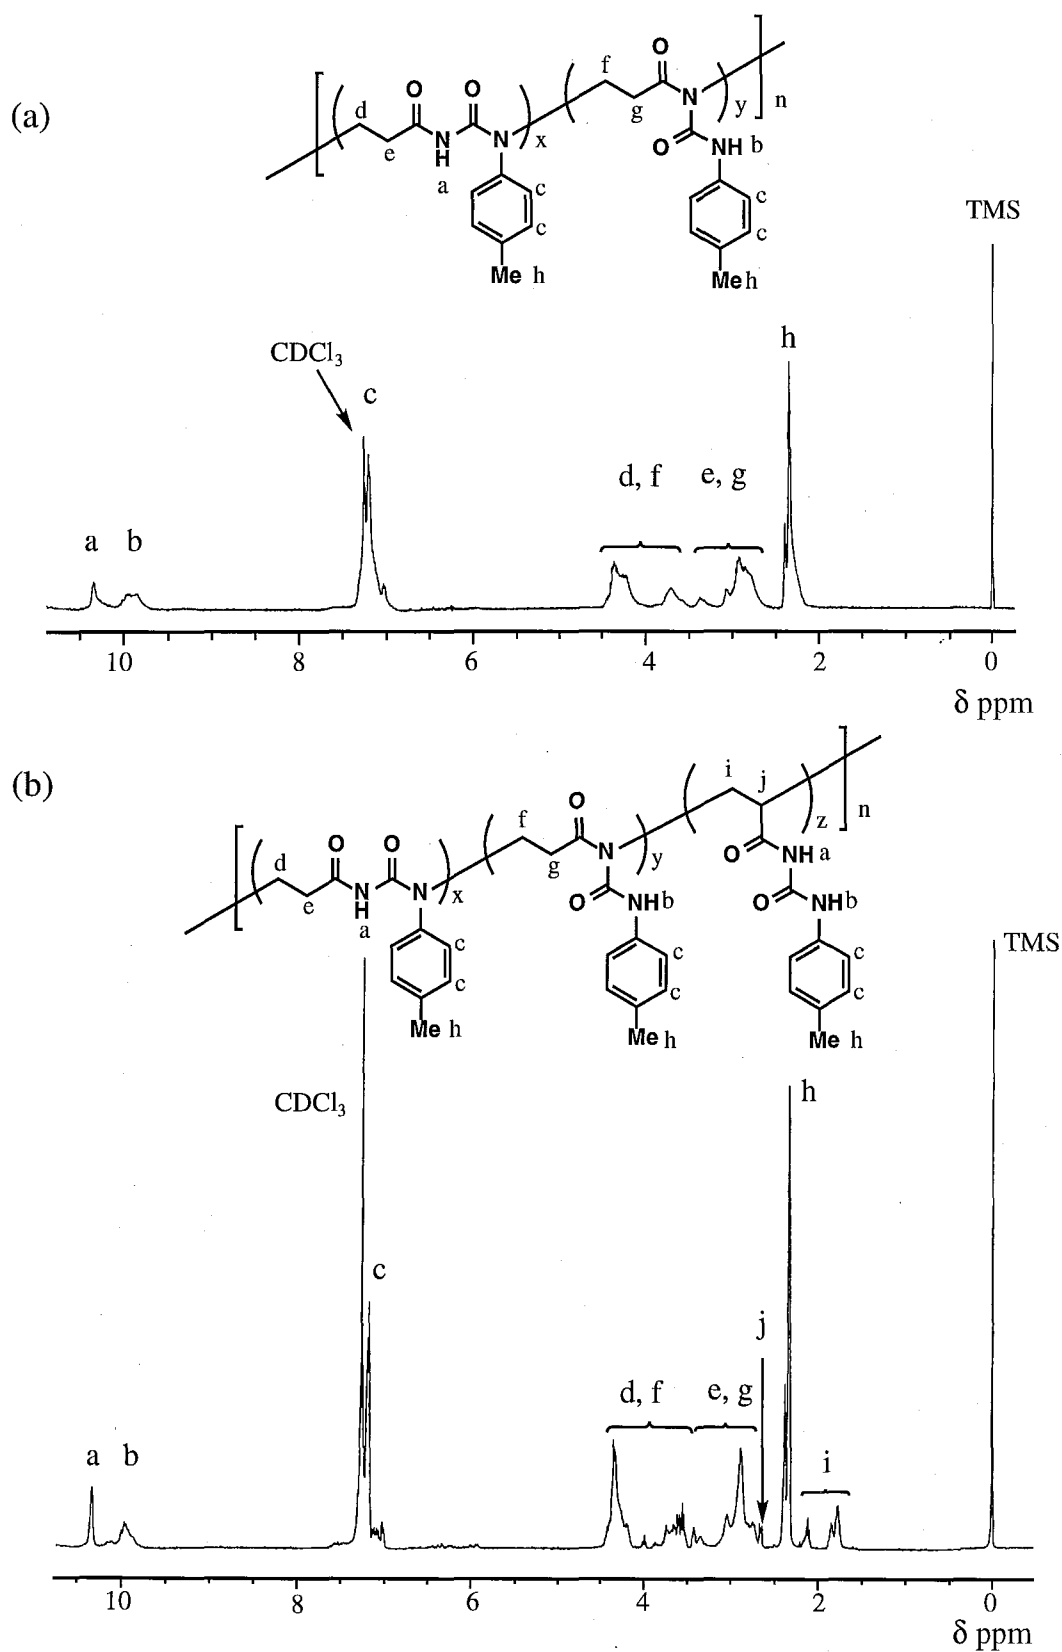 (a)
O
f
O
O
N
n
d
g
y
N
N
x
O
NH b
e
H
a
c
c
c
c
TMS
Me h
Me h
h
CDCl3
c
d, f
e, g
a
b
10
8
6
4
2
0
δ ppm
(b)
i
j
n
O
z
f
O
NH a
O
O
N
y
d
g
N
N
x
O
NH b
O
NH b
e
H
a
c
c
c
TMS
c
c
c
Me h
Me h
Me h
CDCl3
h
c
j
d, f
e, g
a
b
i
10
8
6
4
2
0
δ ppm